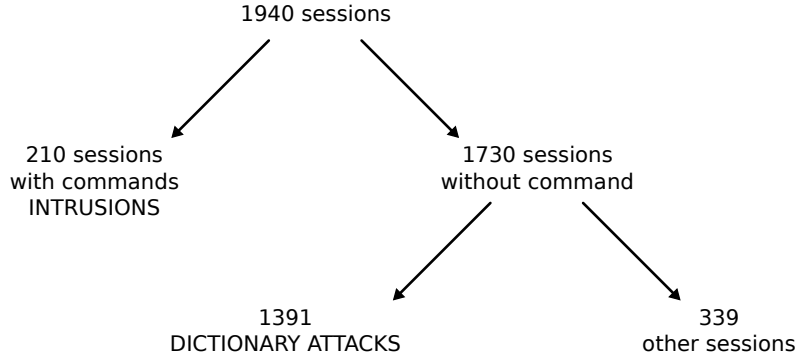 1940 sessions
210 sessions
with commands
INTRUSIONS
1730 sessions
without command
1391
DICTIONARY ATTACKS
339
other sessions